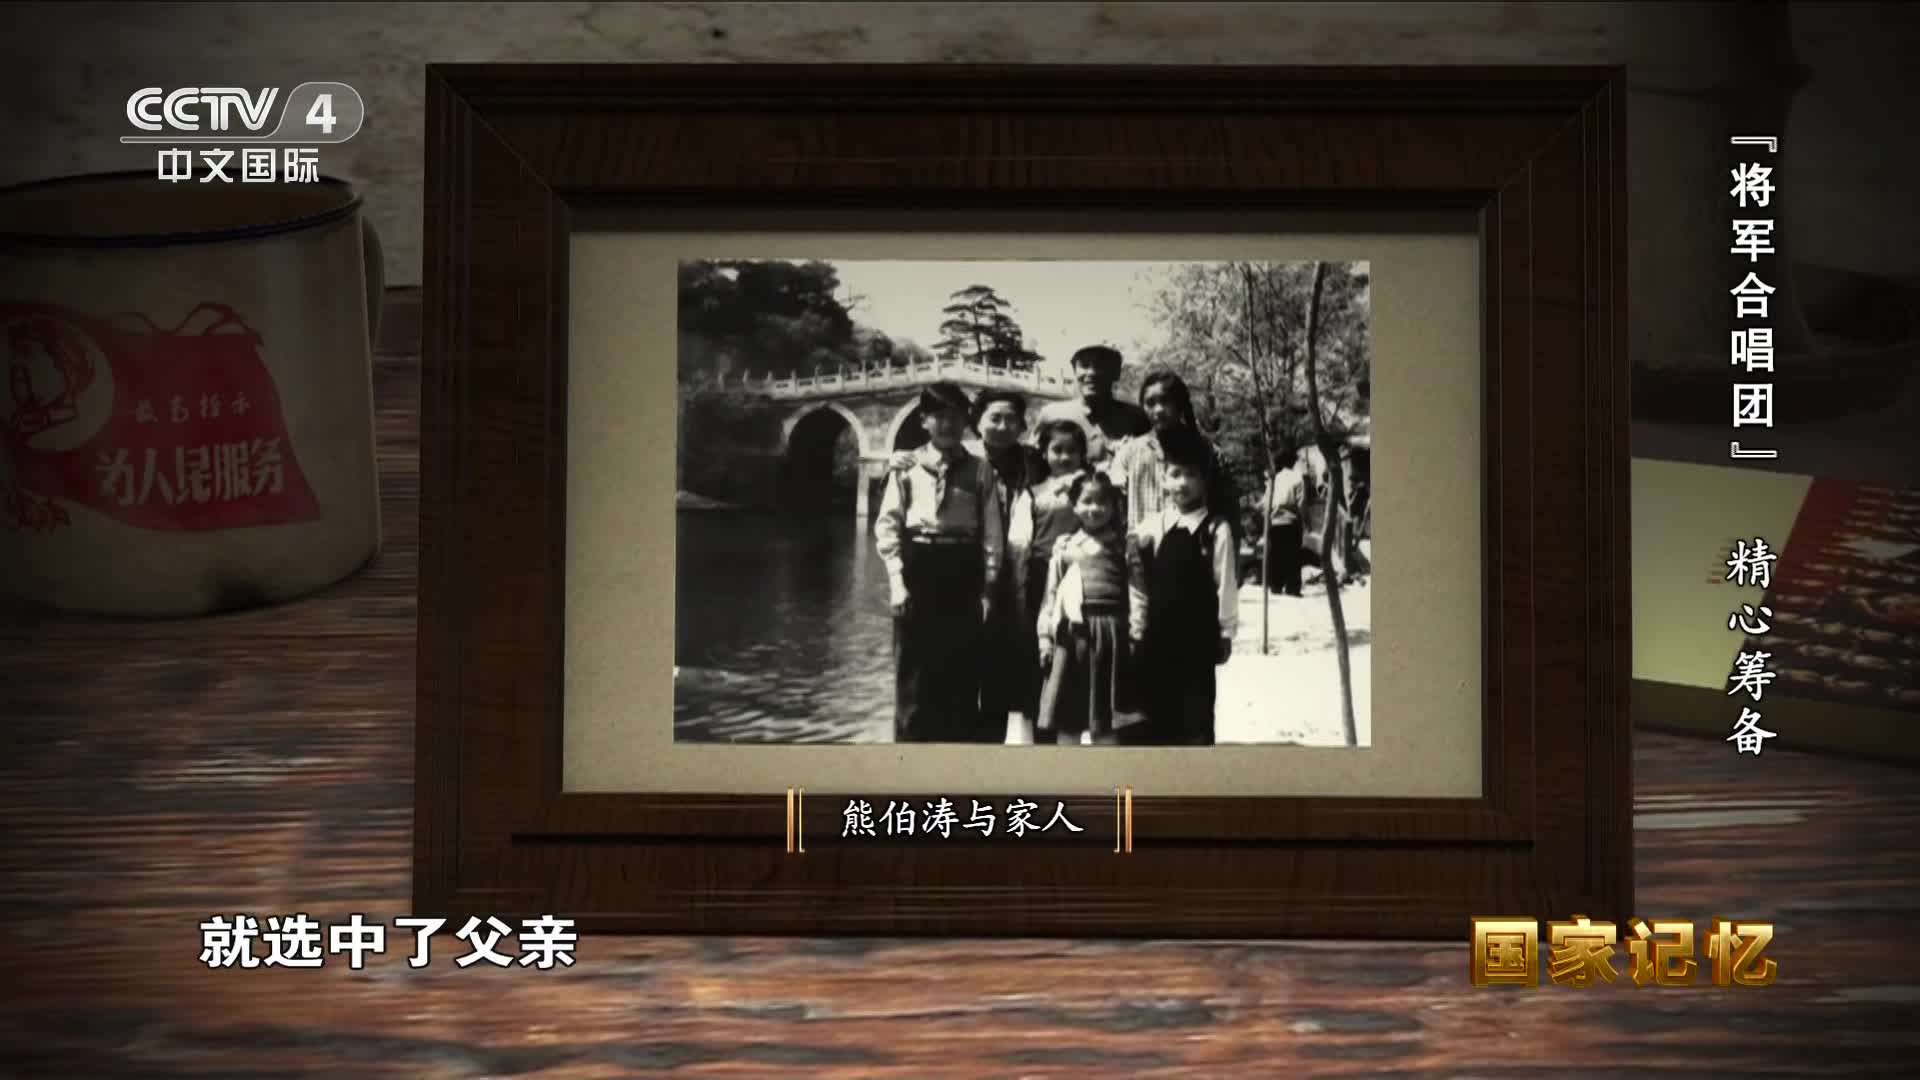 CCTV 4
中文国际
『将军合唱团』 精心筹备
最高指示
为人民服务
熊伯涛与家人
就选中了父亲
国家记忆